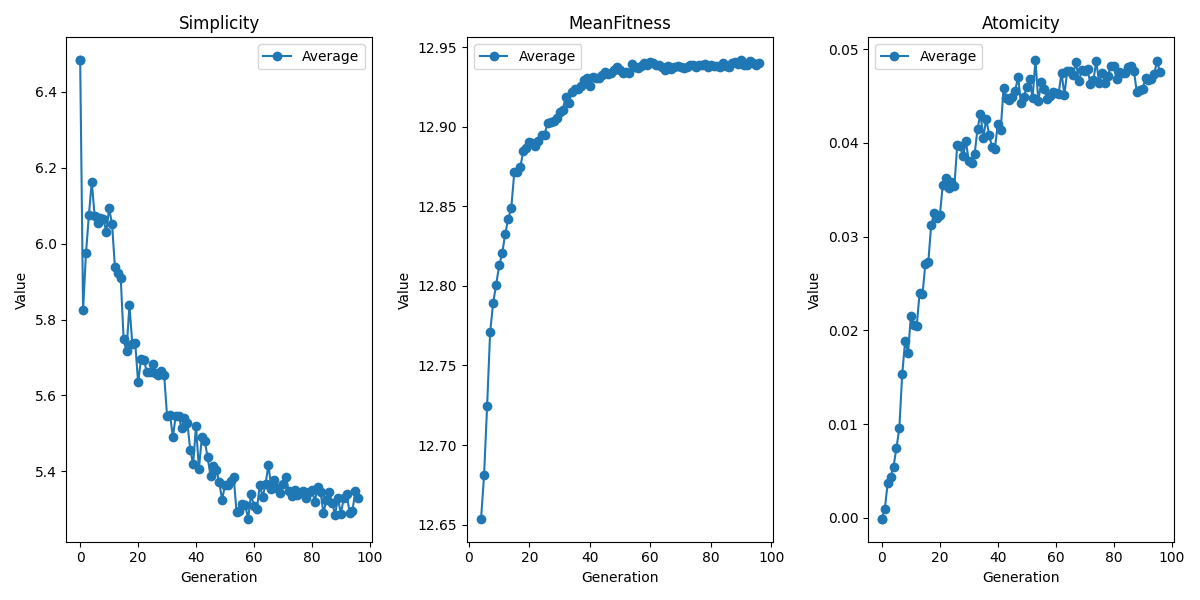 Simplicity
Average
6.4
6.2
6.0
5.8
5.6
5.4
Value
0 20 40 60 80 100
Generation
MeanFitness
Average
12.95
12.90
12.85
12.80
12.75
12.70
12.65
Value
0 20 40 60 80 100
Generation
Atomicity
Average
0.05
0.04
0.03
0.02
0.01
0.00
Value
0 20 40 60 80 100
Generation